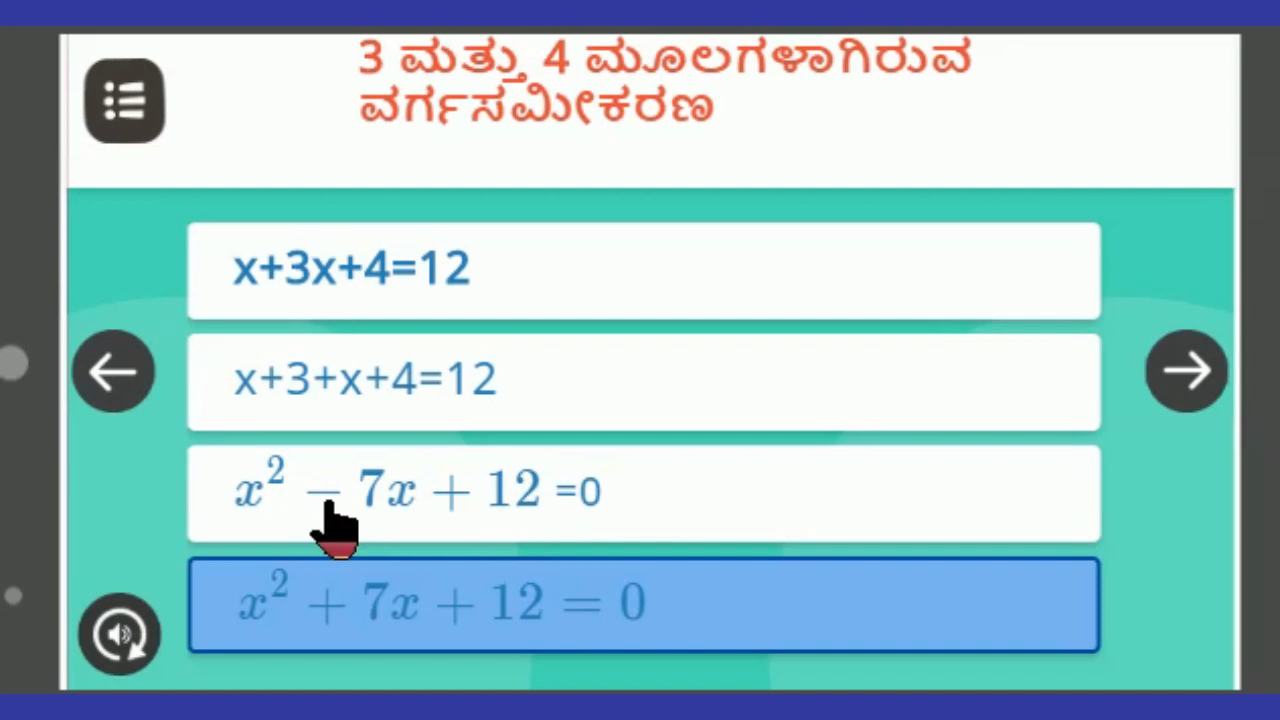 3 ಮತ್ತು 4 ಮೂಲಗಳಾಗಿರುವ
ವರ್ಗಸಮೀಕರಣ
x+3x+4=12
x+3+x+4=12
x² − 7x + 12 =0
x² + 7x + 12 = 0